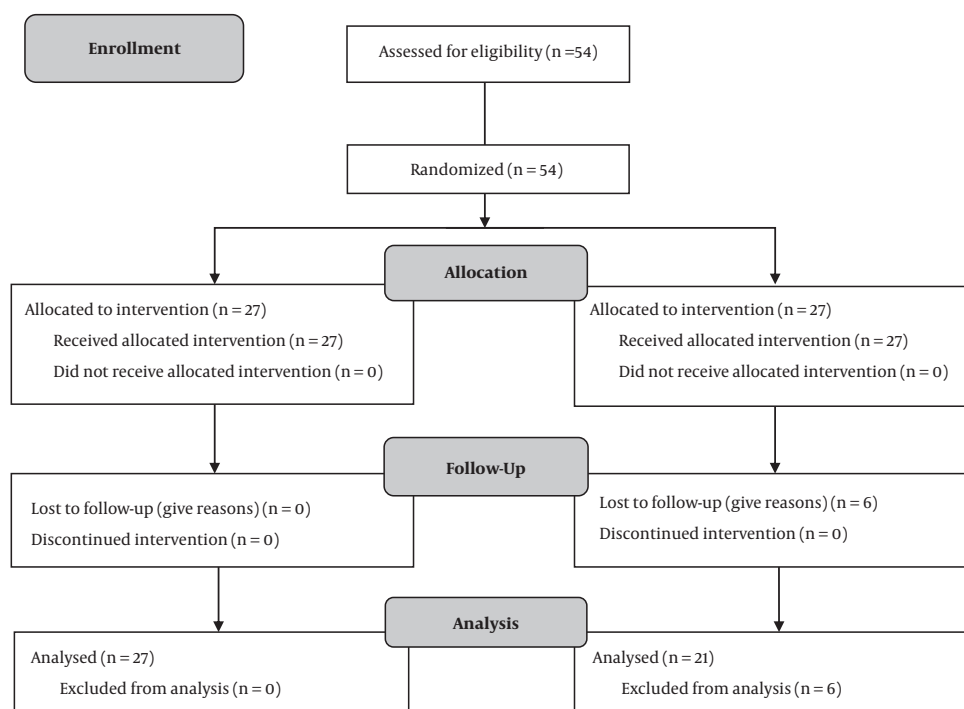 Enrollment
Assessed for eligibility (n =54)
Randomized (n = 54)
Allocation
Allocated to intervention (n = 27)
Received allocated intervention (n = 27)
Did not receive allocated intervention (n = 0)
Allocated to intervention (n = 27)
Received allocated intervention (n = 27)
Did not receive allocated intervention (n = 0)
Follow-Up
Lost to follow-up (give reasons) (n = 0)
Discontinued intervention (n = 0)
Lost to follow-up (give reasons) (n = 6)
Discontinued intervention (n = 0)
Analysis
Analysed (n = 27)
Excluded from analysis (n = 0)
Analysed (n = 21)
Excluded from analysis (n = 6)